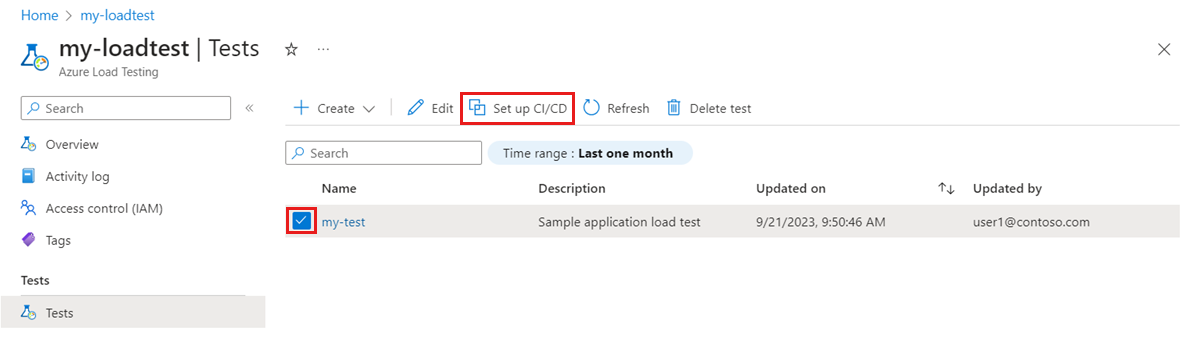 Home > my-loadtest
my-loadtest | Tests ☆ ...
Azure Load Testing
Search «
Create Edit Set up CI/CD Refresh Delete test
Overview
Activity log
Access control (IAM)
Tags
Tests
Tests
Search Time range : Last one month
Name Description Updated on ↑↓ Updated by
my-test Sample application load test 9/21/2023, 9:50:46 AM user1@contoso.com